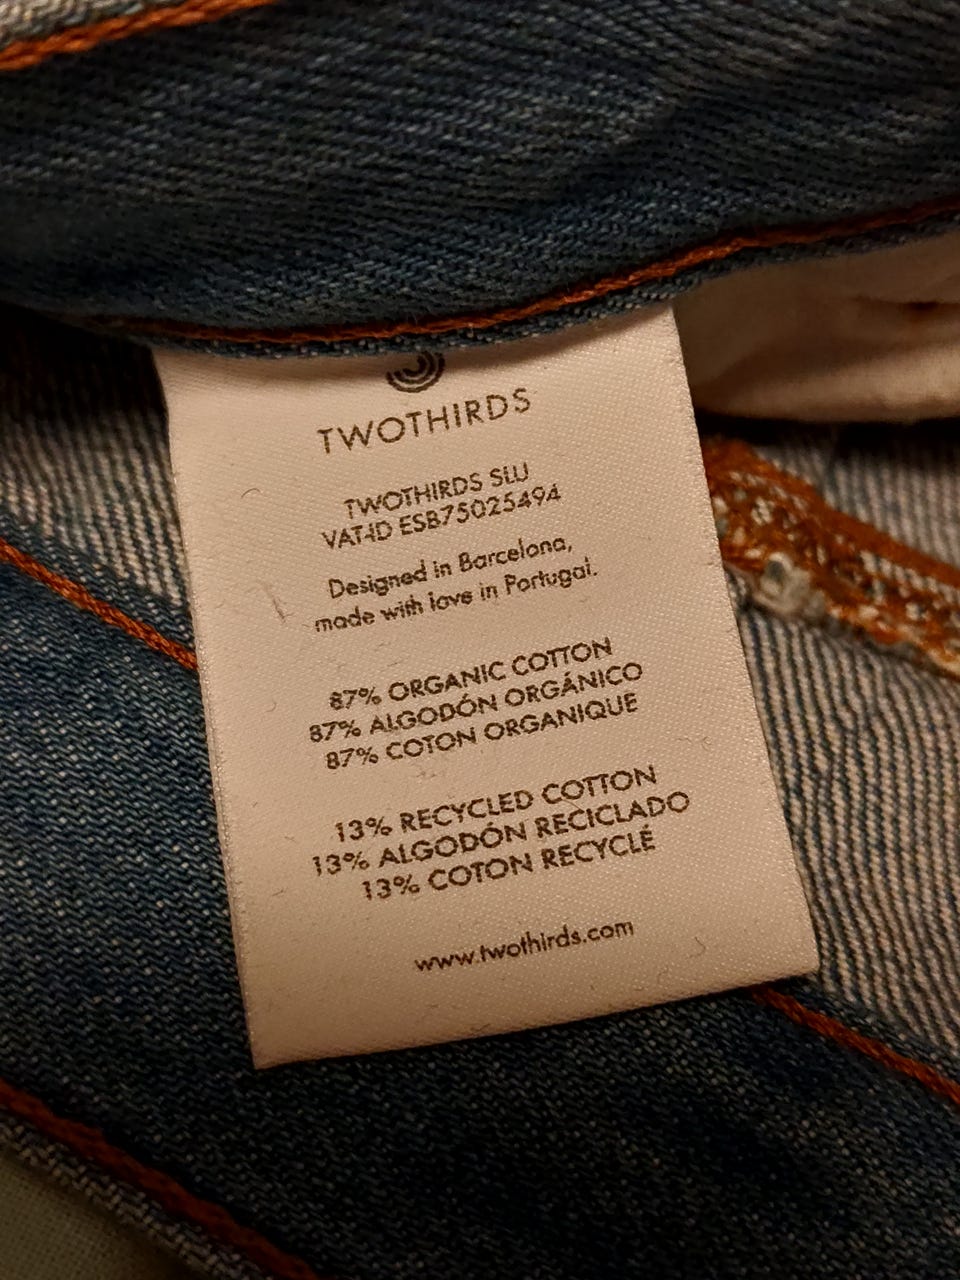 TWOTHIRDS
TWOTHIRDS SLU
VAT-ID ESB75025494
Designed in Barcelona,
made with love in Portugal.
87% ORGANIC COTTON
87% ALGODÓN ORGÁNICO
87% COTON ORGANIQUE
13% RECYCLED COTTON
13% ALGODÓN RECICLADO
13% COTON RECYCLÉ
www.twothirds.com